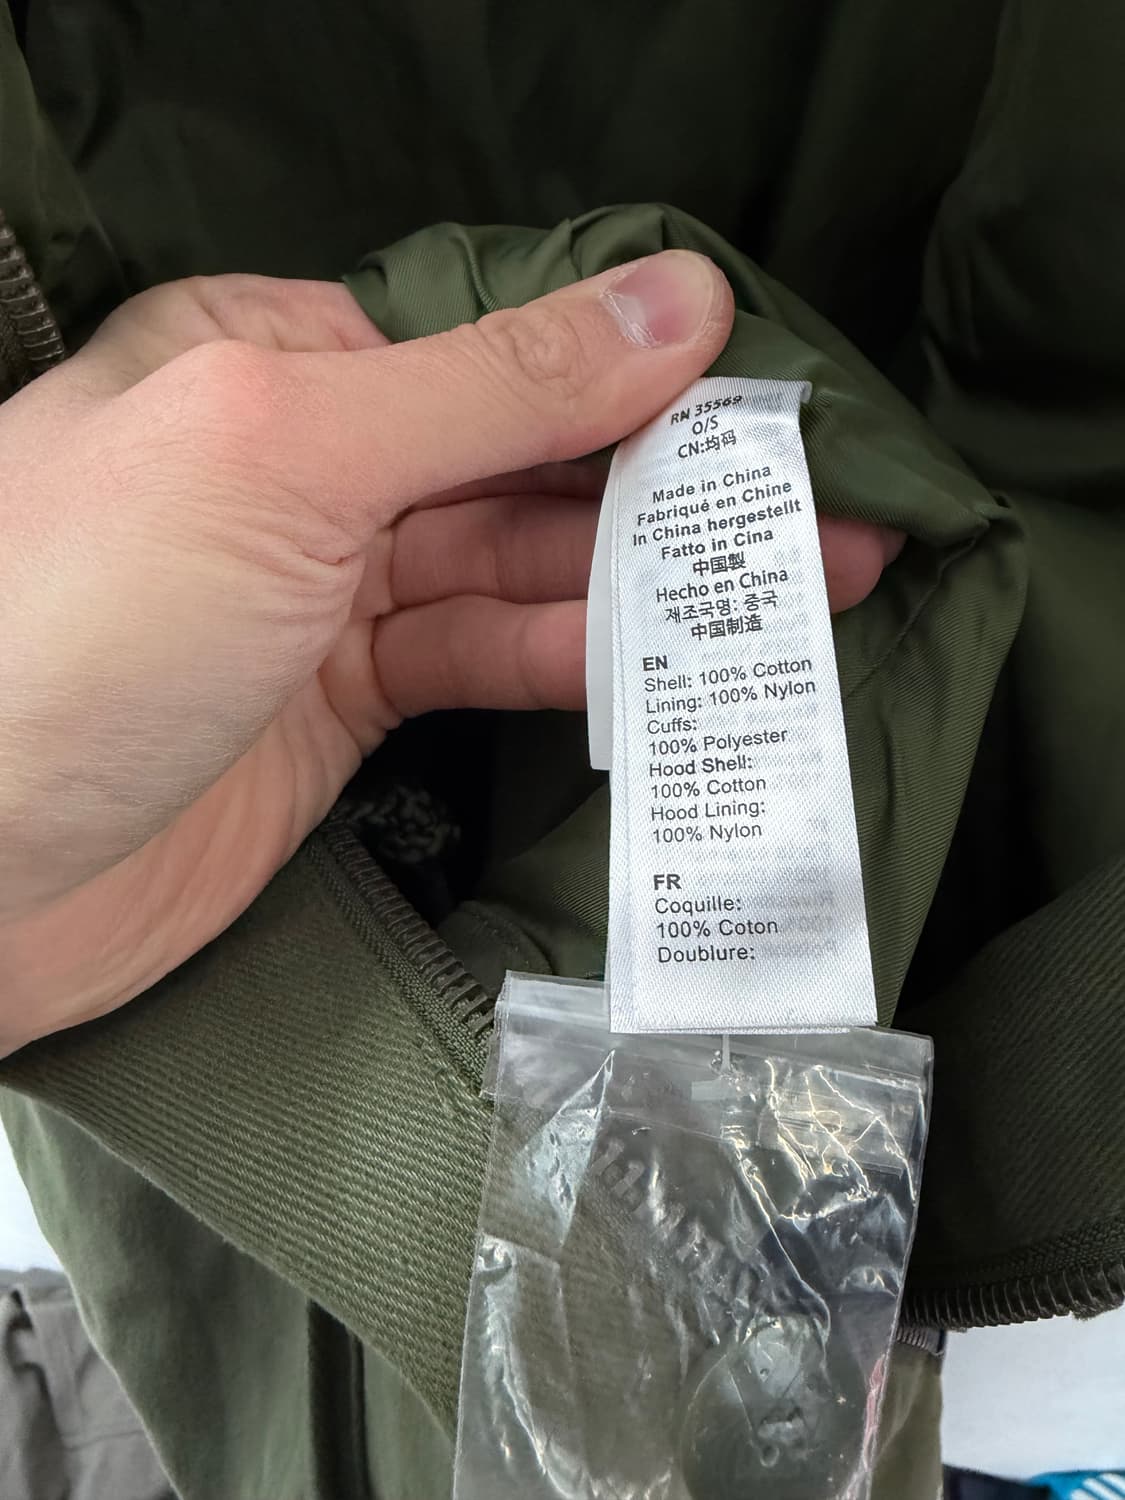 RN 35569
O/S
CN:均码
Made in China
Fabriqué en Chine
In China hergestellt
Fatto in Cina
中国製
Hecho en China
제조국명: 중국
中国制造
EN
Shell: 100% Cotton
Lining: 100% Nylon
Cuffs:
100% Polyester
Hood Shell:
100% Cotton
Hood Lining:
100% Nylon
FR
Coquille:
100% Coton
Doublure: